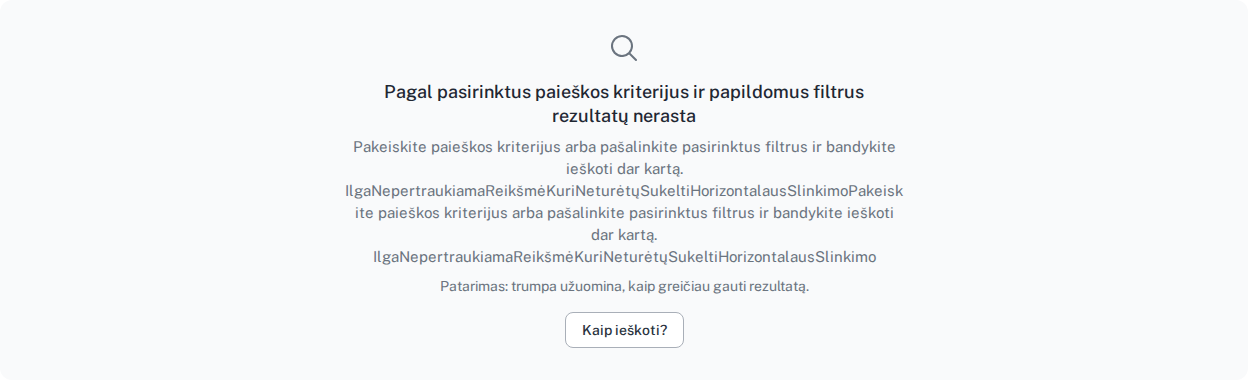 Pagal pasirinktus paieškos kriterijus ir papildomus filtrus
rezultatų nerasta
Pakeiskite paieškos kriterijus arba pašalinkite pasirinktus filtrus ir bandykite
ieškoti dar kartą.
IlgaNepertraukiamaReikšmėKuriNeturėtųSukeltiHorizontalausSlinkimoPakeisk
ite paieškos kriterijus arba pašalinkite pasirinktus filtrus ir bandykite ieškoti
dar kartą.
IlgaNepertraukiamaReikšmėKuriNeturėtųSukeltiHorizontalausSlinkimo
Patarimas: trumpa užuomina, kaip greičiau gauti rezultatą.
Kaip ieškoti?